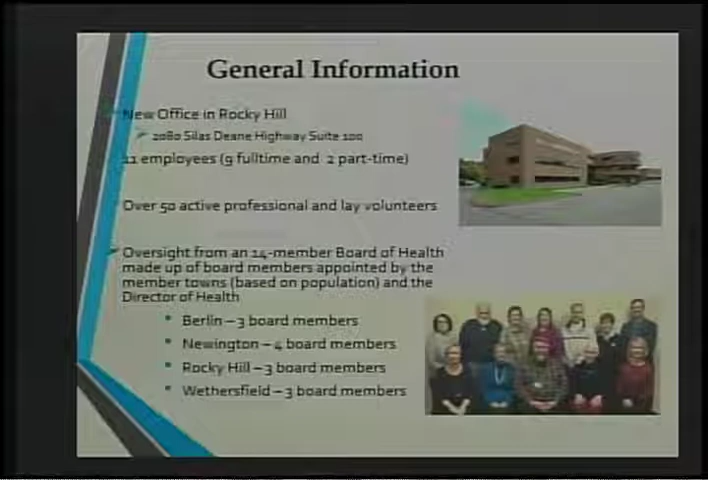 General Information
New Office in Rocky Hill
2080 Silas Deane Highway Suite 100
11 employees (9 fulltime and 2 part-time)
Over 50 active professional and lay volunteers
Oversight from an 14-member Board of Health
made up of board members appointed by the
member towns (based on population) and the
Director of Health
Berlin – 3 board members
Newington – 4 board members
Rocky Hill – 3 board members
Wethersfield – 3 board members